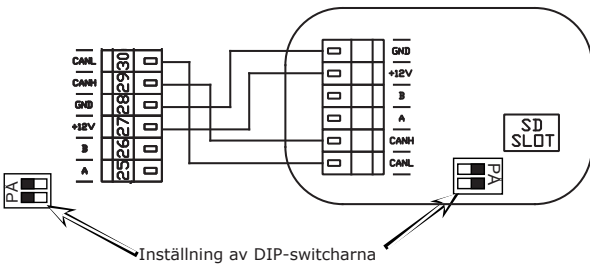 CANL 30
CANH 29
GND 28
+12V 27
B 26
A 25
GND
+12V
B
A
CANH
CANL
SD
SLOT
PA
PA
Inställning av DIP-switcharna